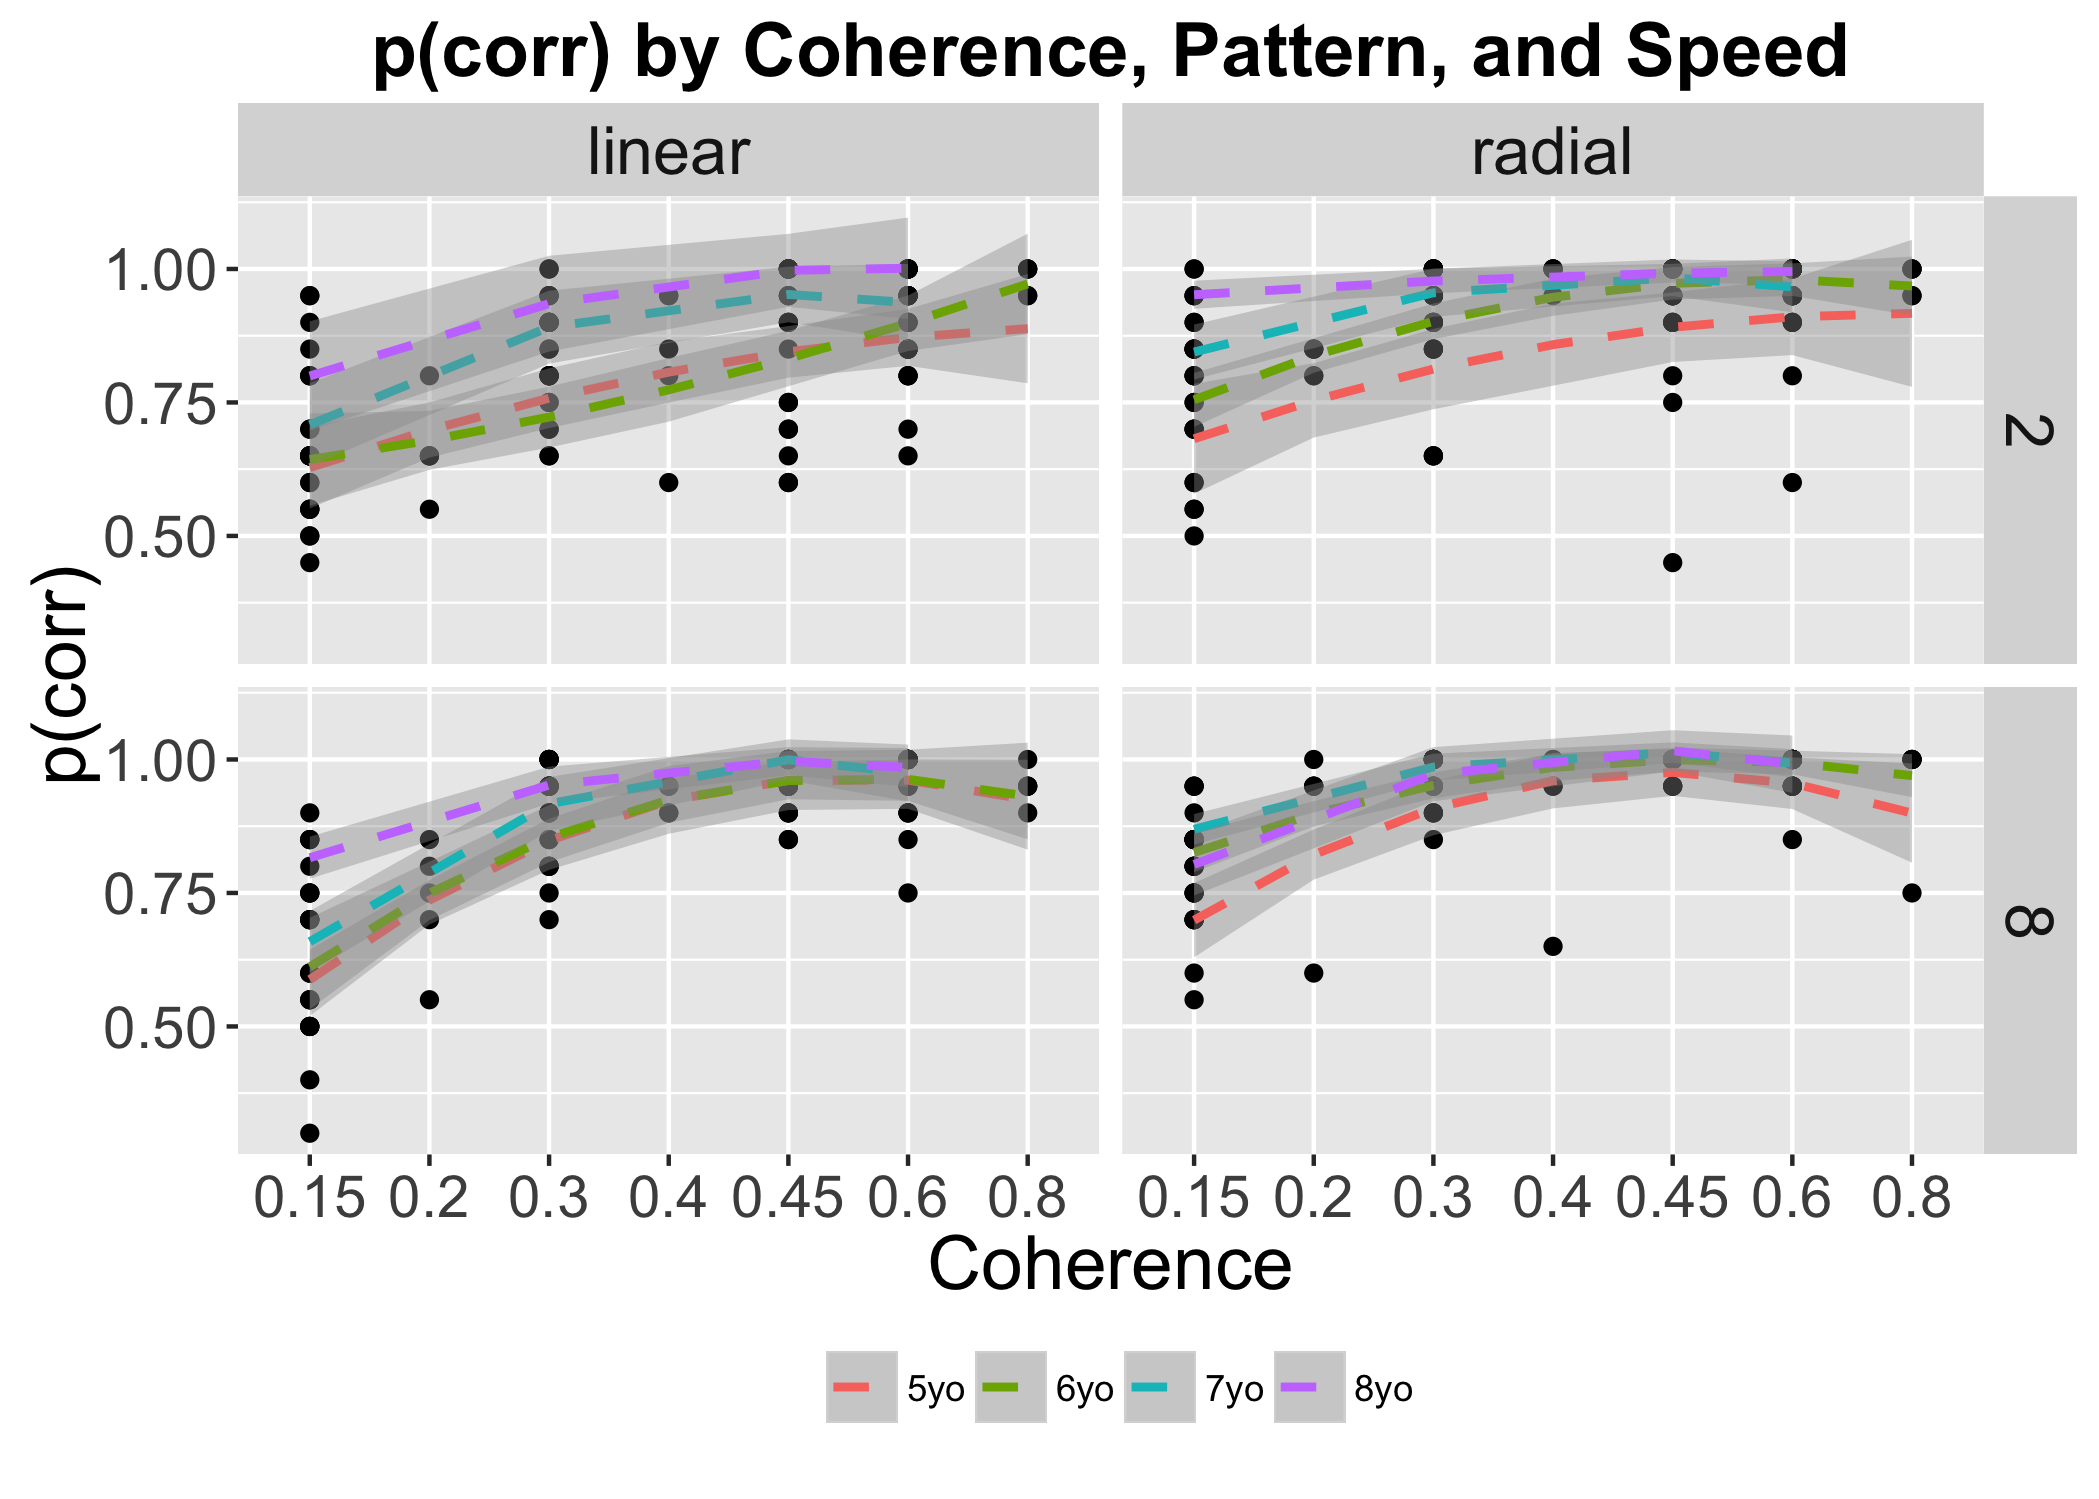 p(corr) by Coherence, Pattern, and Speed
linear radial
1.00
0.75
0.50
2
p(corr)
1.00
0.75
0.50
8
0.15 0.2 0.3 0.4 0.45 0.6 0.8 0.15 0.2 0.3 0.4 0.45 0.6 0.8
Coherence
5yo 6yo 7yo 8yo